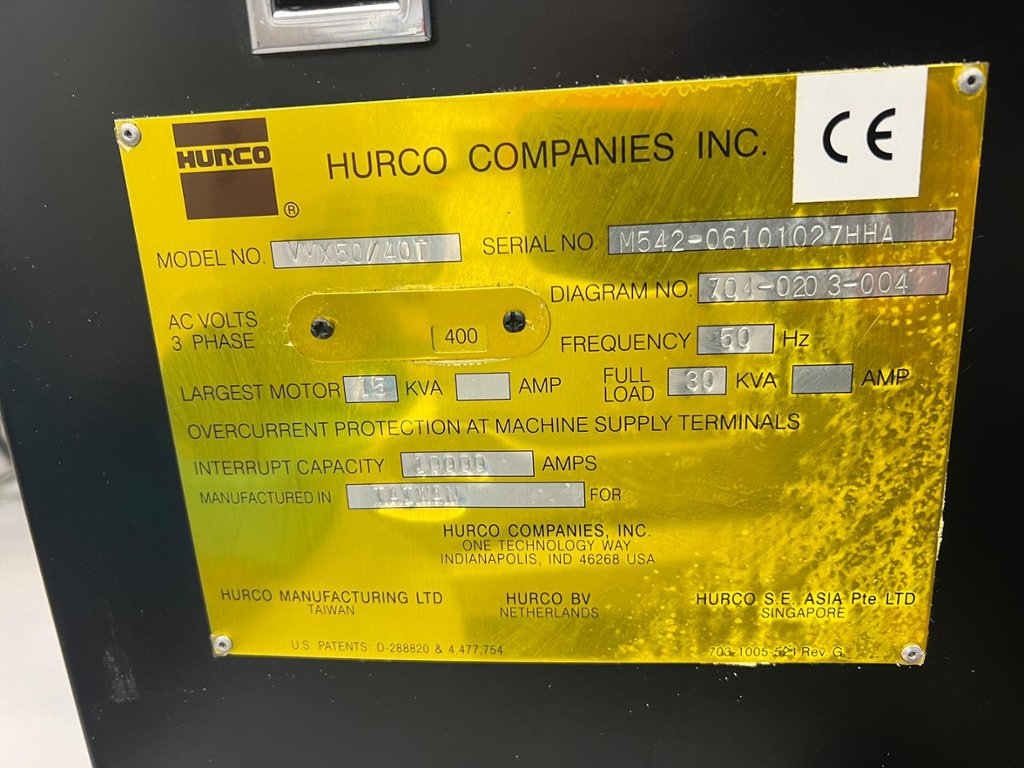 HURCO
®
HURCO COMPANIES INC.
CE
MODEL NO. VMX50/40T
SERIAL NO. M542-06101027HHA
DIAGRAM NO. 704-0203-004
AC VOLTS
3 PHASE
400
FREQUENCY 50 Hz
LARGEST MOTOR 15 KVA AMP
FULL
LOAD 30 KVA AMP
OVERCURRENT PROTECTION AT MACHINE SUPPLY TERMINALS
INTERRUPT CAPACITY 10000 AMPS
MANUFACTURED IN TAIWAN FOR:
HURCO COMPANIES, INC.
ONE TECHNOLOGY WAY
INDIANAPOLIS, IND 46268 USA
HURCO MANUFACTURING LTD
TAIWAN
HURCO BV
NETHERLANDS
HURCO S.E. ASIA Pte LTD
SINGAPORE
U.S. PATENTS: D-288820 & 4,477,754
703-1005-521 Rev. G